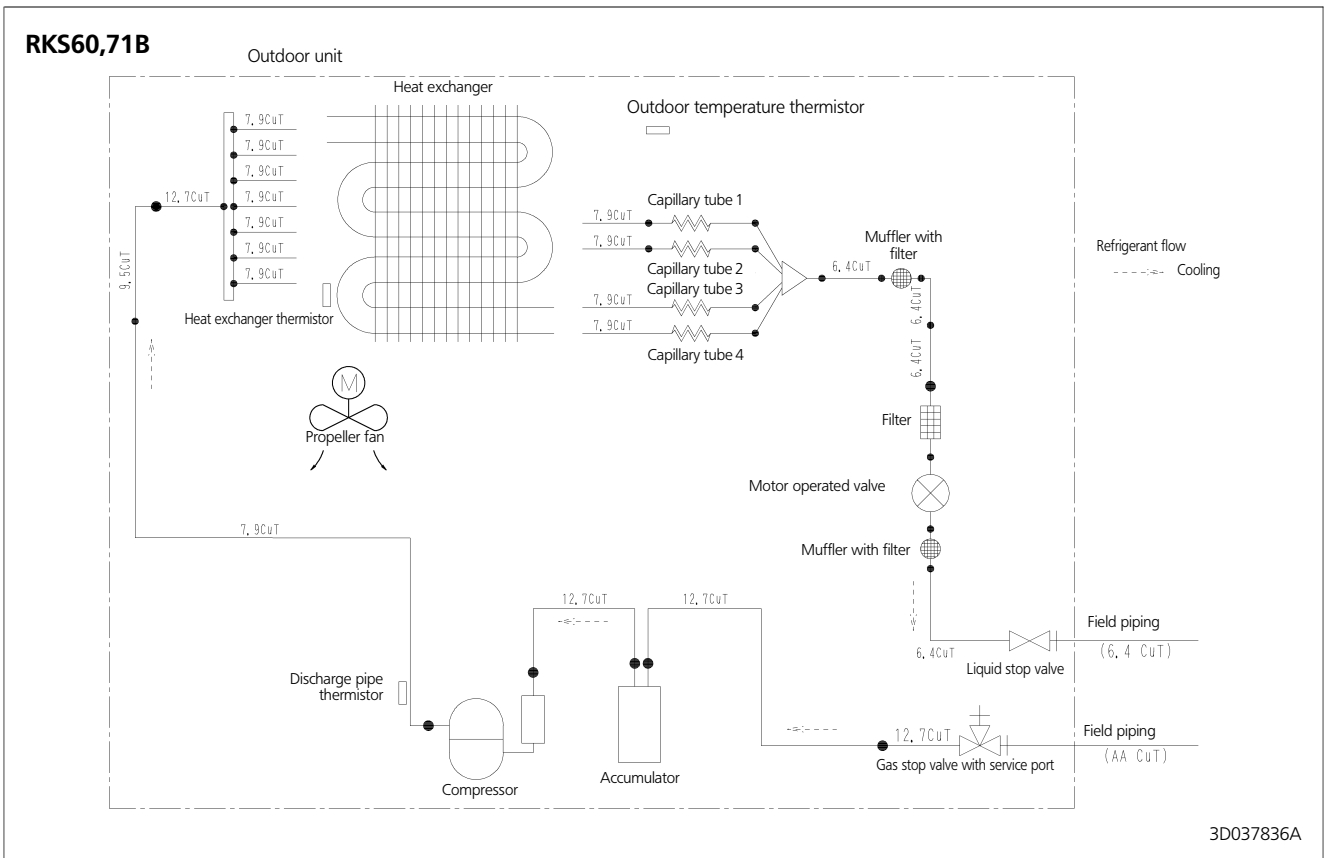 RKS60,71B
Outdoor unit
Heat exchanger
Outdoor temperature thermistor
7.9CuT
7.9CuT
7.9CuT
12.7CuT
7.9CuT
7.9CuT
7.9CuT
7.9CuT
9.5CuT
Heat exchanger thermistor
Capillary tube 1
7.9CuT
7.9CuT
Capillary tube 2
Capillary tube 3
7.9CuT
7.9CuT
Capillary tube 4
6.4CuT
Muffler with
filter
6.4CuT
6.4CuT
Refrigerant flow
Cooling
M
Propeller fan
Filter
Motor operated valve
Muffler with filter
7.9CuT
12.7CuT
12.7CuT
6.4CuT
Liquid stop valve
Field piping
(6.4 CuT)
Discharge pipe
thermistor
Compressor
Accumulator
12.7CuT
Gas stop valve with service port
Field piping
(AA CuT)
3D037836A